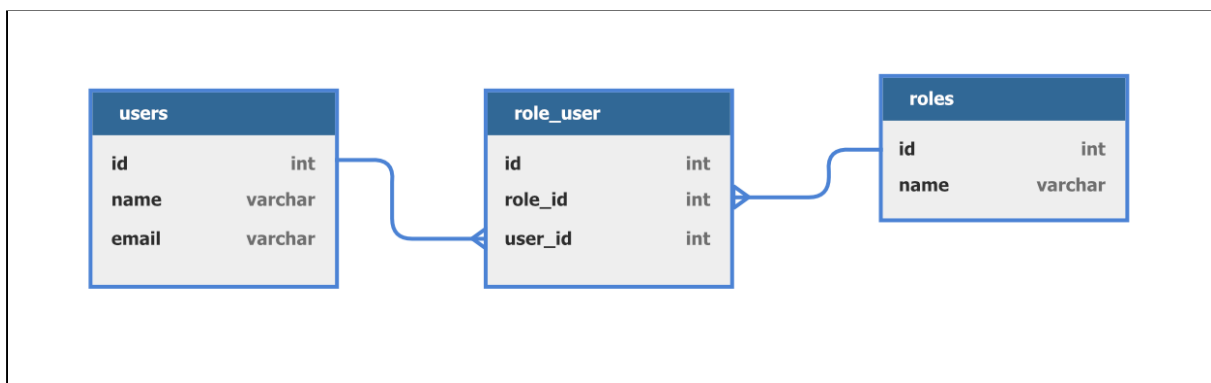 users
id int
name varchar
email varchar
role_user
id int
role_id int
user_id int
roles
id int
name varchar